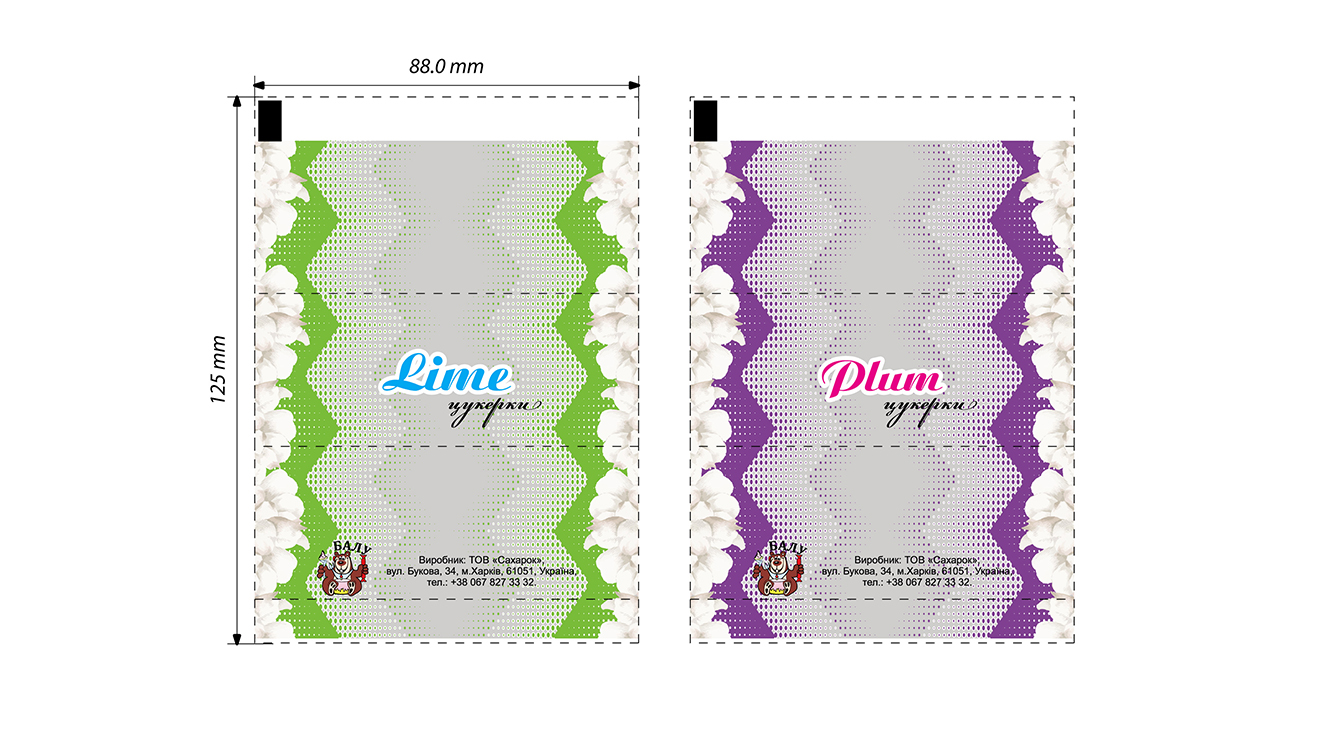 88.0 mm
125 mm
Lime
цукерки
БАЛУ
Виробник: ТОВ «Сахарок»,
вул. Букова, 34, м.Харків, 61051, Україна,
тел.: +38 067 827 33 32.
Plum
цукерки
БАЛУ
Виробник: ТОВ «Сахарок»,
вул. Букова, 34, м.Харків, 61051, Україна,
тел.: +38 067 827 33 32.